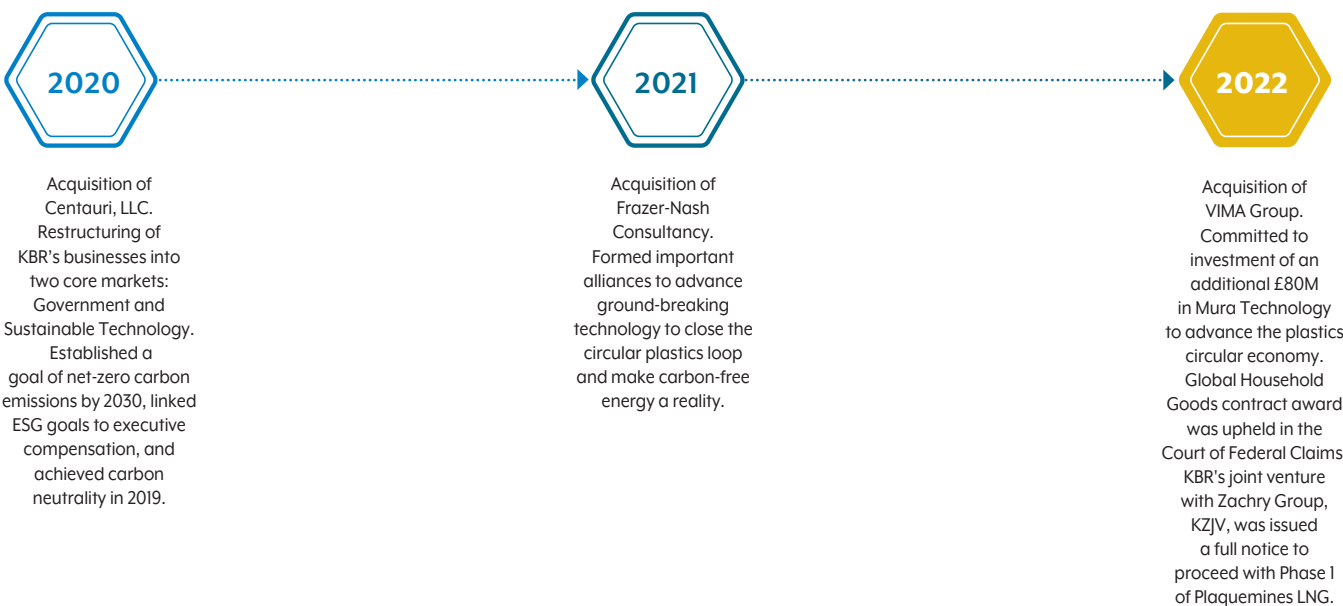 2020
2021
2022
Acquisition of
Centauri, LLC.
Restructuring of
KBR's businesses into
two core markets:
Government and
Sustainable Technology.
Established a
goal of net-zero carbon
emissions by 2030, linked
ESG goals to executive
compensation, and
achieved carbon
neutrality in 2019.
Acquisition of
Frazer-Nash
Consultancy.
Formed important
alliances to advance
ground-breaking
technology to close the
circular plastics loop
and make carbon-free
energy a reality.
Acquisition of
VIMA Group.
Committed to
investment of an
additional £80M
in Mura Technology
to advance the plastics
circular economy.
Global Household
Goods contract award
was upheld in the
Court of Federal Claims
KBR's joint venture
with Zachry Group,
KZJV, was issued
a full notice to
proceed with Phase 1
of Plaquemines LNG.